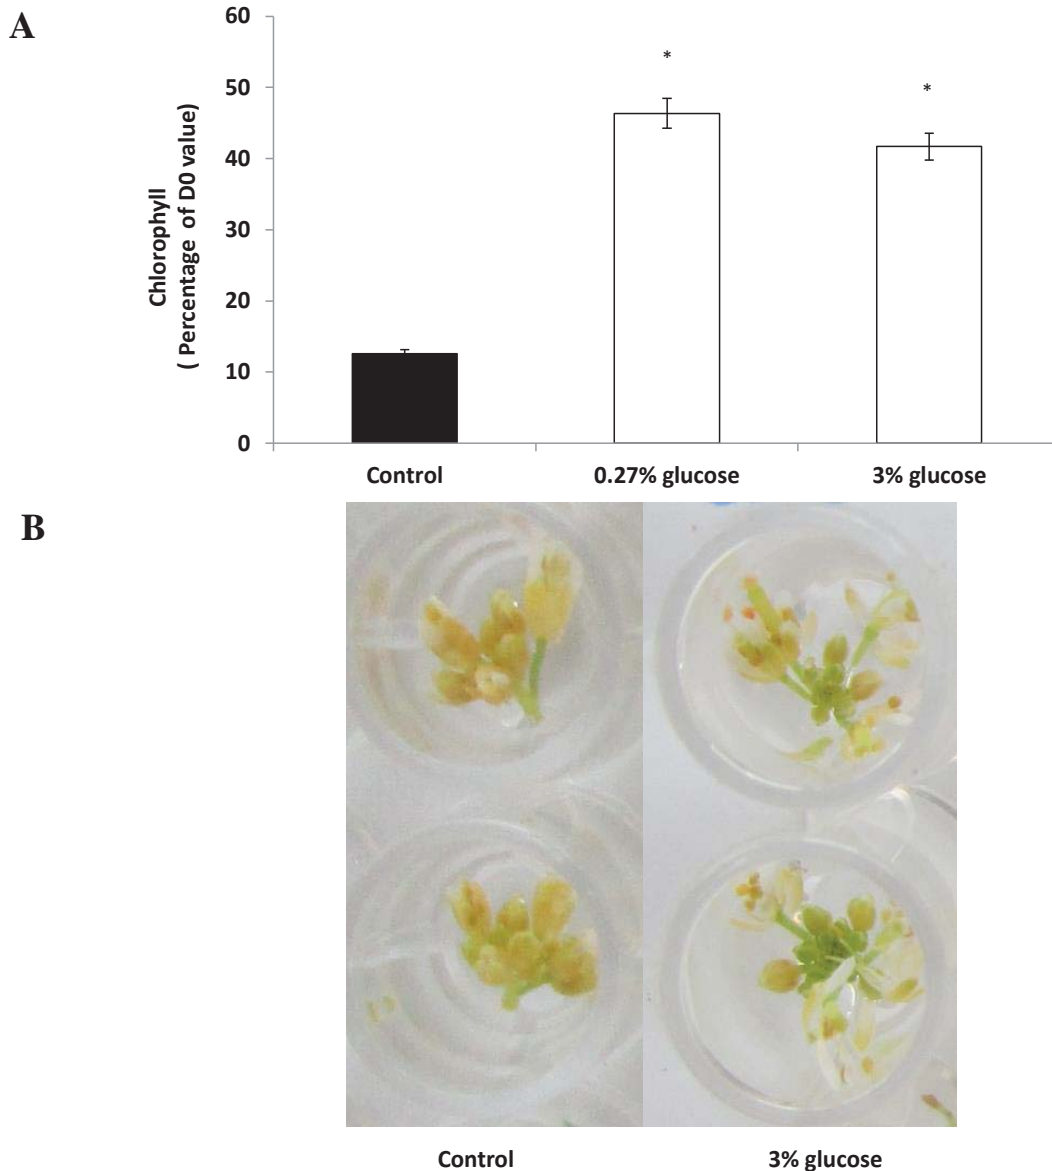 A
60
50
40
30
20
10
0
Chlorophyll
( Percentage of D0 value)
*
*
Control
0.27% glucose
3% glucose
B
Control
3% glucose